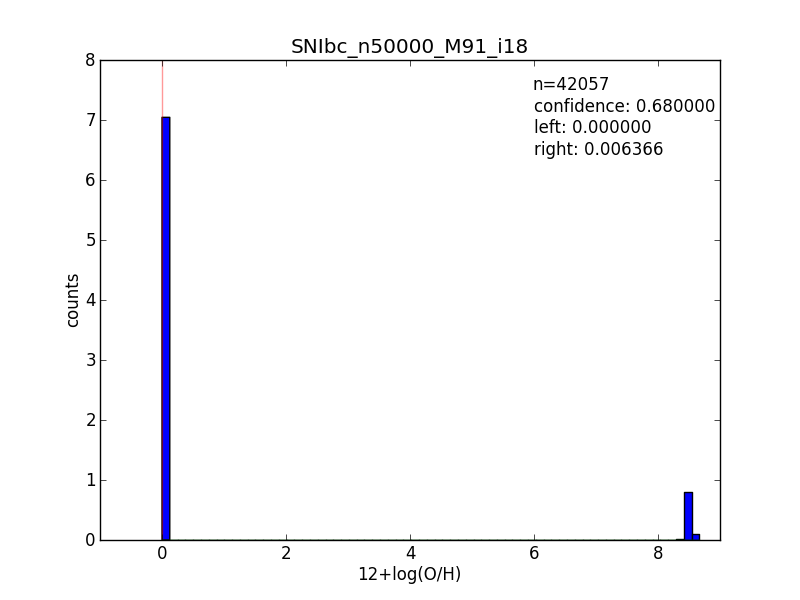 SNIbc_n50000_M91_i18
n=42057
confidence: 0.680000
left: 0.000000
right: 0.006366
8
7
6
5
4
3
2
1
0
counts
0 2 4 6 8
12+log(O/H)